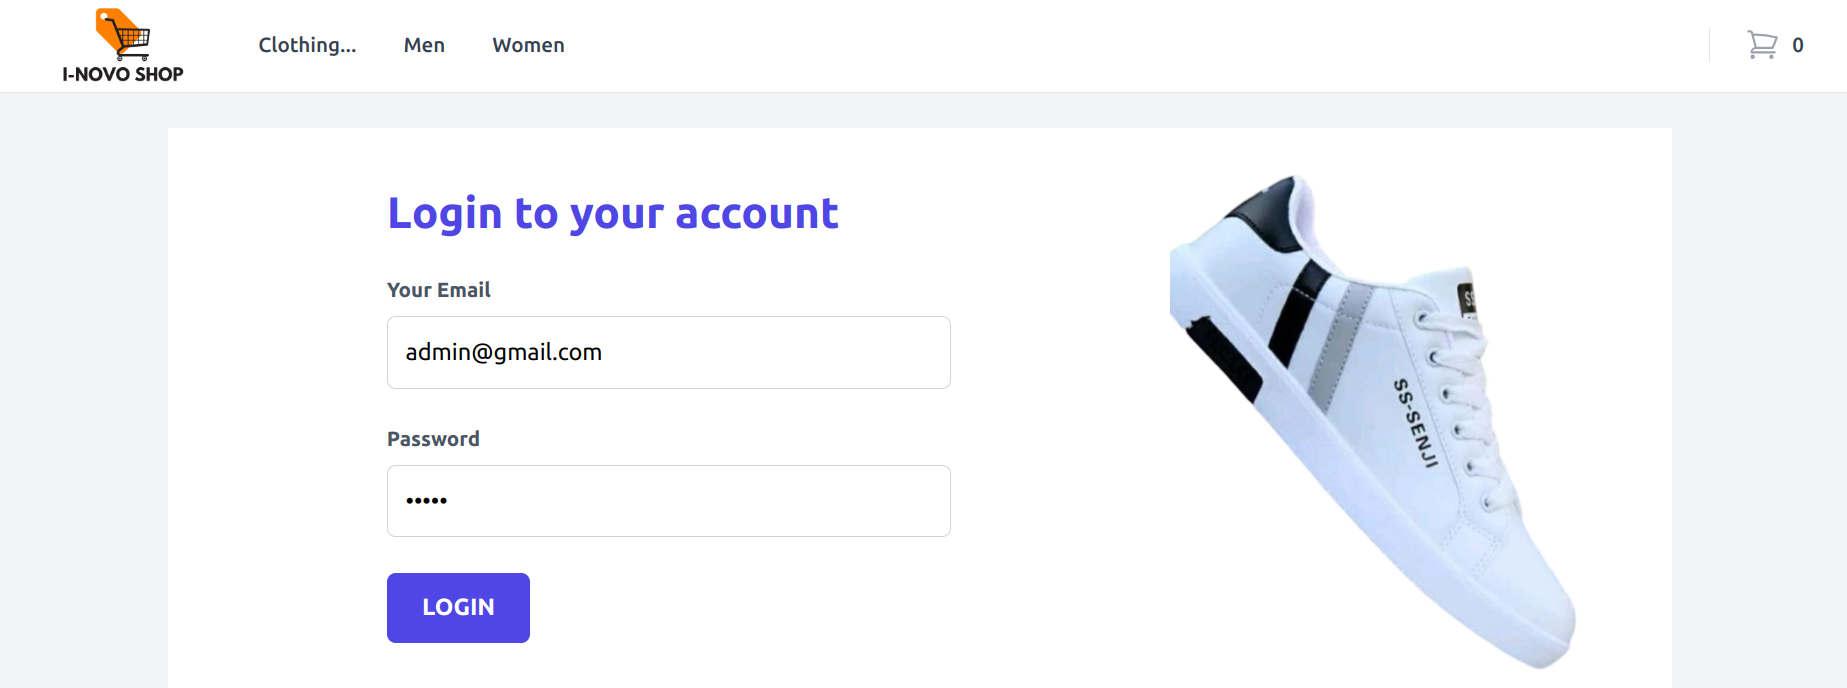 I-NOVO SHOP
Clothing...
Men
Women
0
Login to your account
Your Email
admin@gmail.com
Password
•••••
LOGIN
SS-SENJI